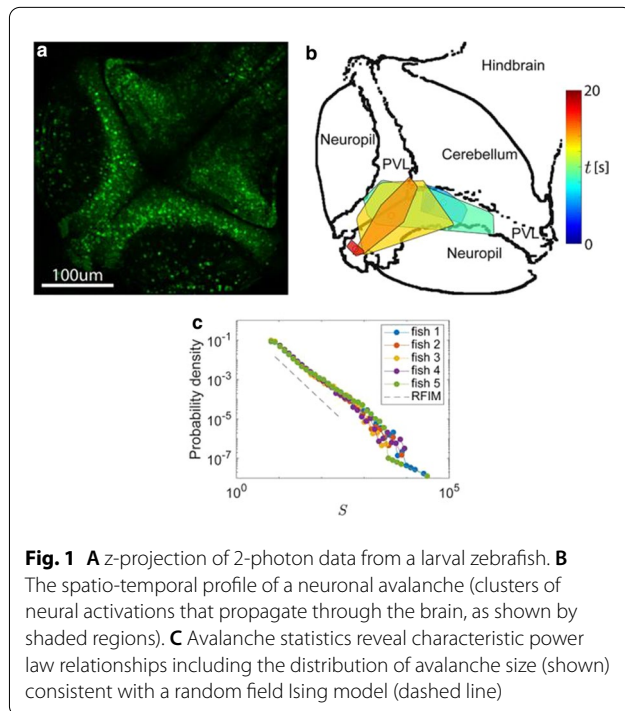 a
100um
b
Hindbrain
Neuropil
PVL
Cerebellum
PVL
Neuropil
20
t [s]
0
c
Probability density
10-1
10-3
10-5
10-7
100
105
S
fish 1
fish 2
fish 3
fish 4
fish 5
RFIM
Fig. 1 A z-projection of 2-photon data from a larval zebrafish. B
The spatio-temporal profile of a neuronal avalanche (clusters of
neural activations that propagate through the brain, as shown by
shaded regions). C Avalanche statistics reveal characteristic power
law relationships including the distribution of avalanche size (shown)
consistent with a random field Ising model (dashed line)